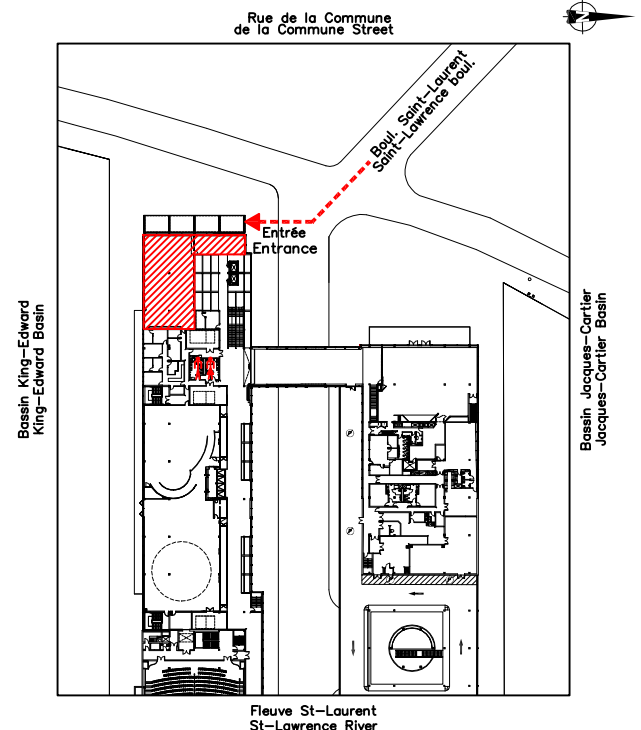 Rue de la Commune
de la Commune Street
N
Boul. Saint-Laurent
Saint-Lawrence boul.
Entrée
Entrance
Bassin King-Edward
King-Edward Basin
Bassin Jacques-Cartier
Jacques-Cartier Basin
Fleuve St-Laurent
St-Lawrence River